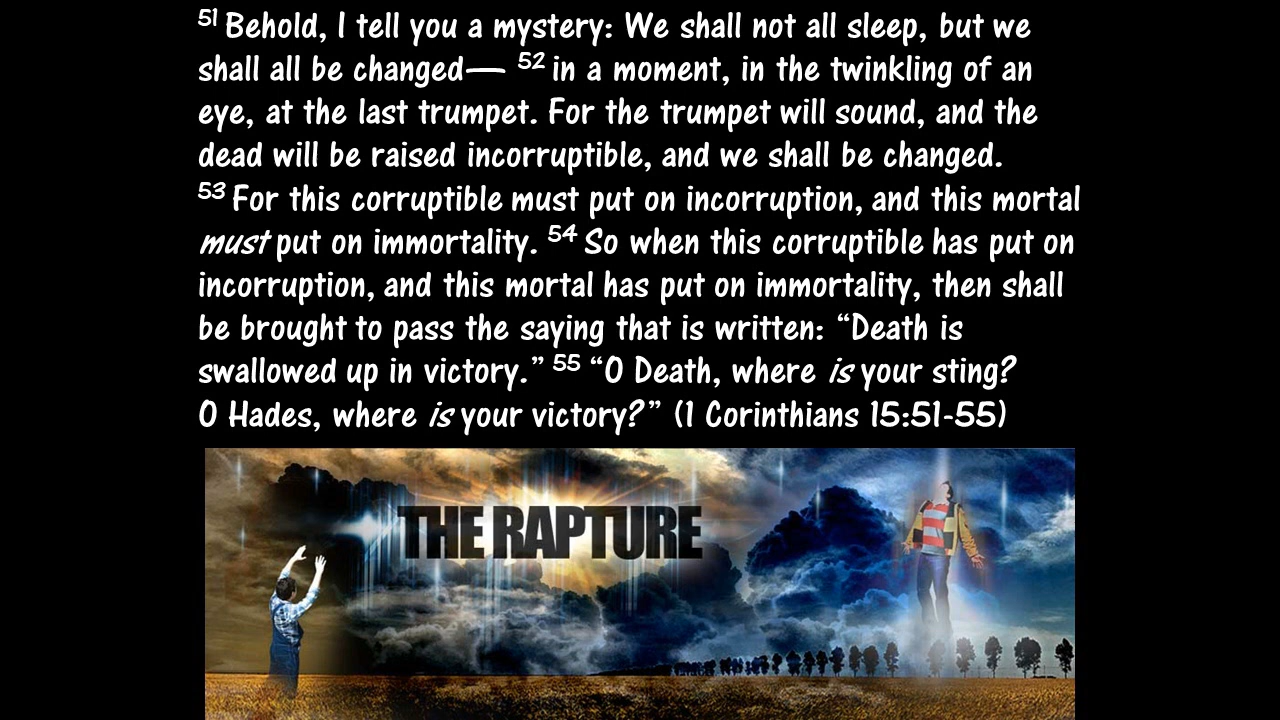 51 Behold, I tell you a mystery: We shall not all sleep, but we
shall all be changed— 52 in a moment, in the twinkling of an
eye, at the last trumpet. For the trumpet will sound, and the
dead will be raised incorruptible, and we shall be changed.
53 For this corruptible must put on incorruption, and this mortal
must put on immortality. 54 So when this corruptible has put on
incorruption, and this mortal has put on immortality, then shall
be brought to pass the saying that is written: “Death is
swallowed up in victory.” 55 “O Death, where is your sting?
O Hades, where is your victory?” (1 Corinthians 15:51-55)
THE RAPTURE